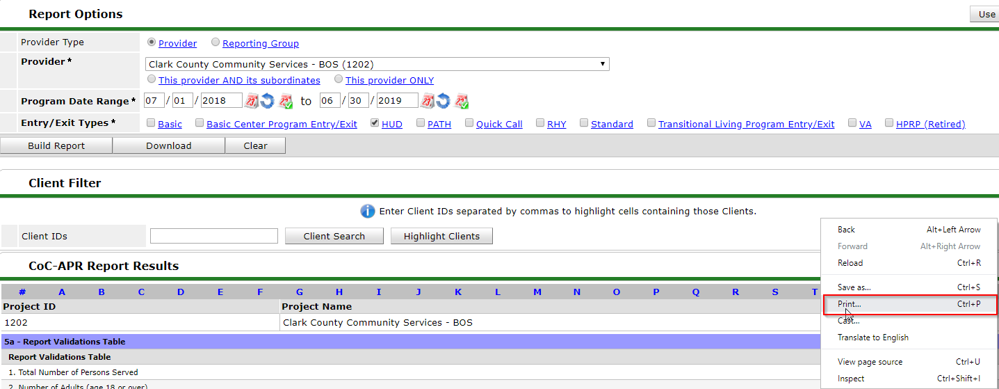 Report Options
Use
Provider Type Provider Reporting Group
Provider * Clark County Community Services - BOS (1202)
This provider AND its subordinates This provider ONLY
Program Date Range * 07 / 01 / 2018 23 to 06 / 30 / 2019 23
Entry/Exit Types * Basic Basic Center Program Entry/Exit HUD PATH Quick Call RHY Standard Transitional Living Program Entry/Exit VA HPRP (Retired)
Build Report Download Clear
Client Filter
Enter Client IDs separated by commas to highlight cells containing those Clients.
Client IDs Client Search Highlight Clients
CoC-APR Report Results
# A B C D E F G H I J K L M N O P Q R S T
Project ID Project Name
1202 Clark County Community Services - BOS
5a - Report Validations Table
Report Validations Table
1. Total Number of Persons Served
2. Number of Adults (age 18 or over)
Back Alt+Left Arrow
Forward Alt+Right Arrow
Reload Ctrl+R
Save as... Ctrl+S
Print... Ctrl+P
Cast...
Translate to English
View page source Ctrl+U
Inspect Ctrl+Shift+I